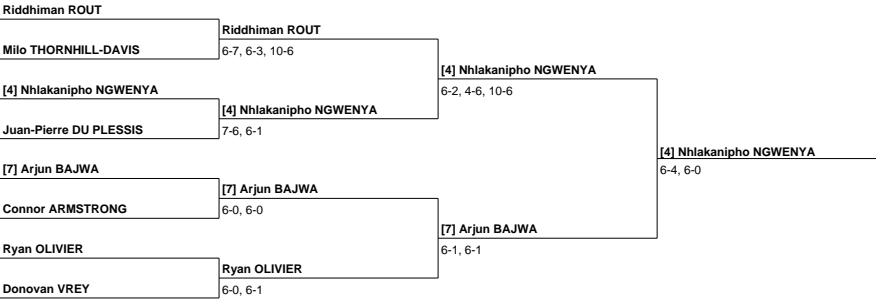 Riddhiman ROUT
Riddhiman ROUT
Milo THORNHILL-DAVIS
6-7, 6-3, 10-6
[4] Nhlakanipho NGWENYA
[4] Nhlakanipho NGWENYA
6-2, 4-6, 10-6
[4] Nhlakanipho NGWENYA
Juan-Pierre DU PLESSIS
7-6, 6-1
[4] Nhlakanipho NGWENYA
6-4, 6-0
[7] Arjun BAJWA
[7] Arjun BAJWA
Connor ARMSTRONG
6-0, 6-0
[7] Arjun BAJWA
6-1, 6-1
Ryan OLIVIER
Ryan OLIVIER
Donovan VREY
6-0, 6-1